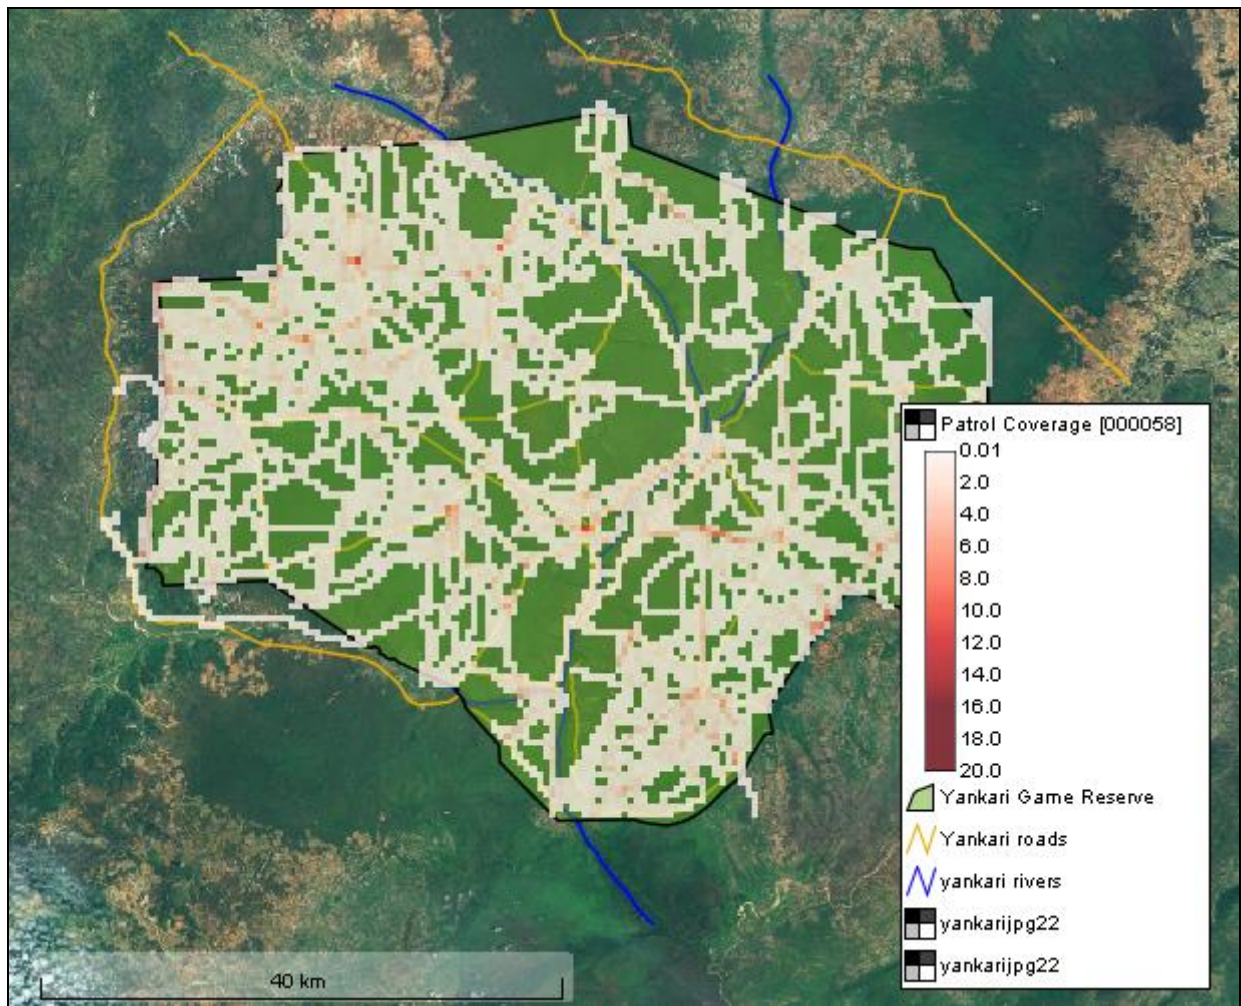 Patrol Coverage [000058]
0.01
2.0
4.0
6.0
8.0
10.0
12.0
14.0
16.0
18.0
20.0
Yankari Game Reserve
Yankari roads
yankari rivers
yankarijpg22
yankarijpg22
40 km